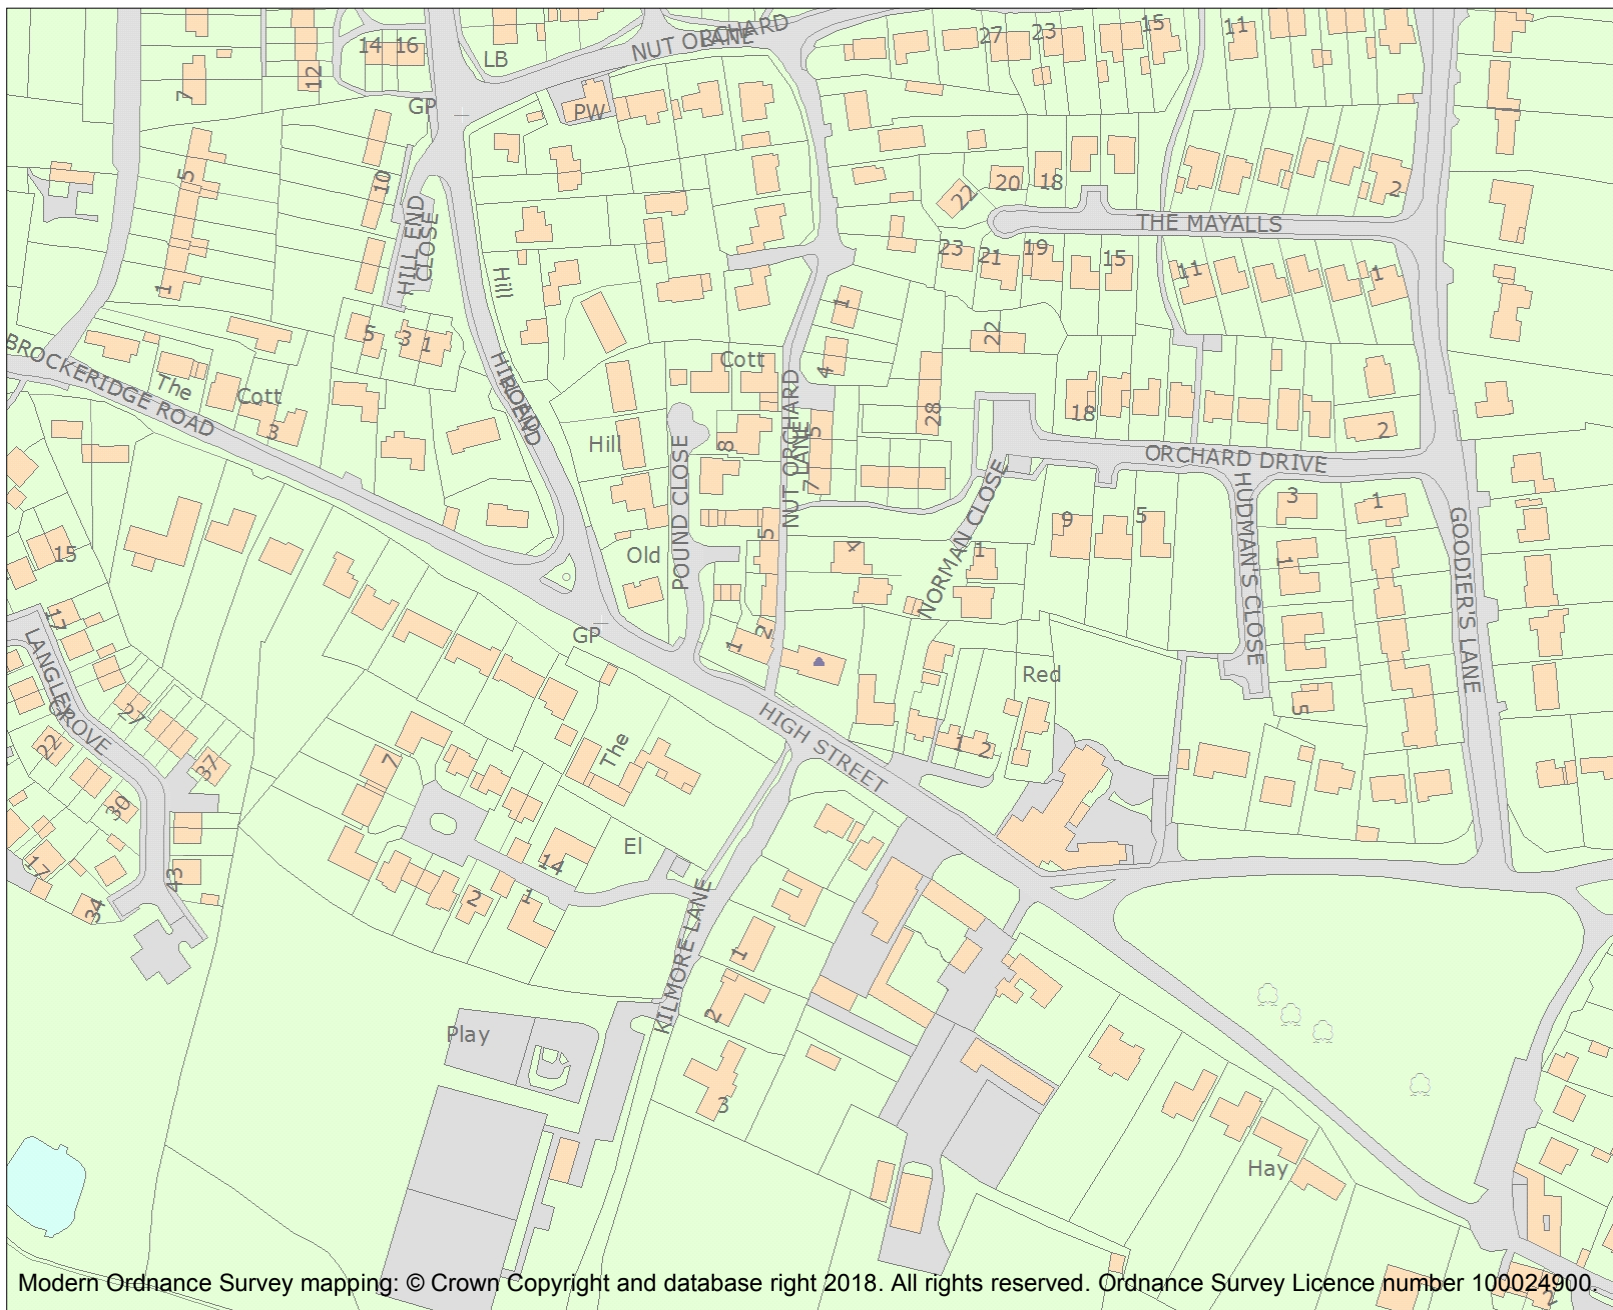 14 16
12
7
LB
NUT ORCHARD
LANE
27
23
15
11
GP
PW
5
10
1
HILL END
CLOSE
Hill
22
20
18
2
THE MAYALLS
23
21
19
15
11
1
BROCKERIDGE ROAD
5
3
1
HILL END
ROAD
The
Cott
3
Cott
1
4
22
28
18
2
NUT ORCHARD
LANE
5
7
8
Hill
POUND CLOSE
ORCHARD DRIVE
NORMAN CLOSE
HUDMAN'S CLOSE
GOODIER'S LANE
3
1
9
5
1
15
Old
5
4
1
17
LANGLEY
GROVE
GP
1
2
Red
5
27
22
37
30
7
The
HIGH STREET
1
2
17
43
34
El
14
2
1
KILMORE LANE
1
2
3
Play
Hay
2
Modern Ordnance Survey mapping: © Crown Copyright and database right 2018. All rights reserved. Ordnance Survey Licence number 100024900.